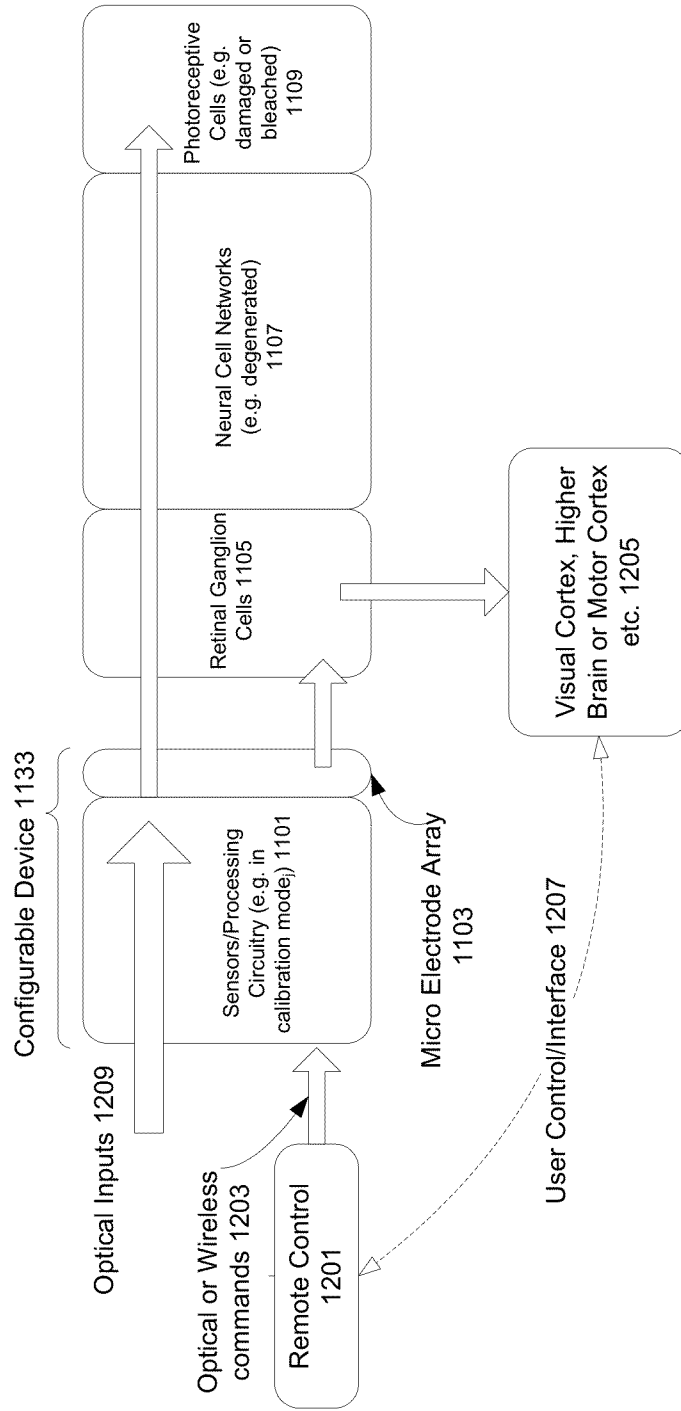 Configurable Device 1133
Optical Inputs 1209
Optical or Wireless
commands 1203
Remote Control
1201
Sensors/Processing
Circuitry (e.g. in
calibration modeⱼ) 1101
Micro Electrode Array
1103
Retinal Ganglion
Cells 1105
Neural Cell Networks
(e.g. degenerated)
1107
Photoreceptive
Cells (e.g.
damaged or
bleached)
1109
User Control/Interface 1207
Visual Cortex, Higher
Brain or Motor Cortex
etc. 1205